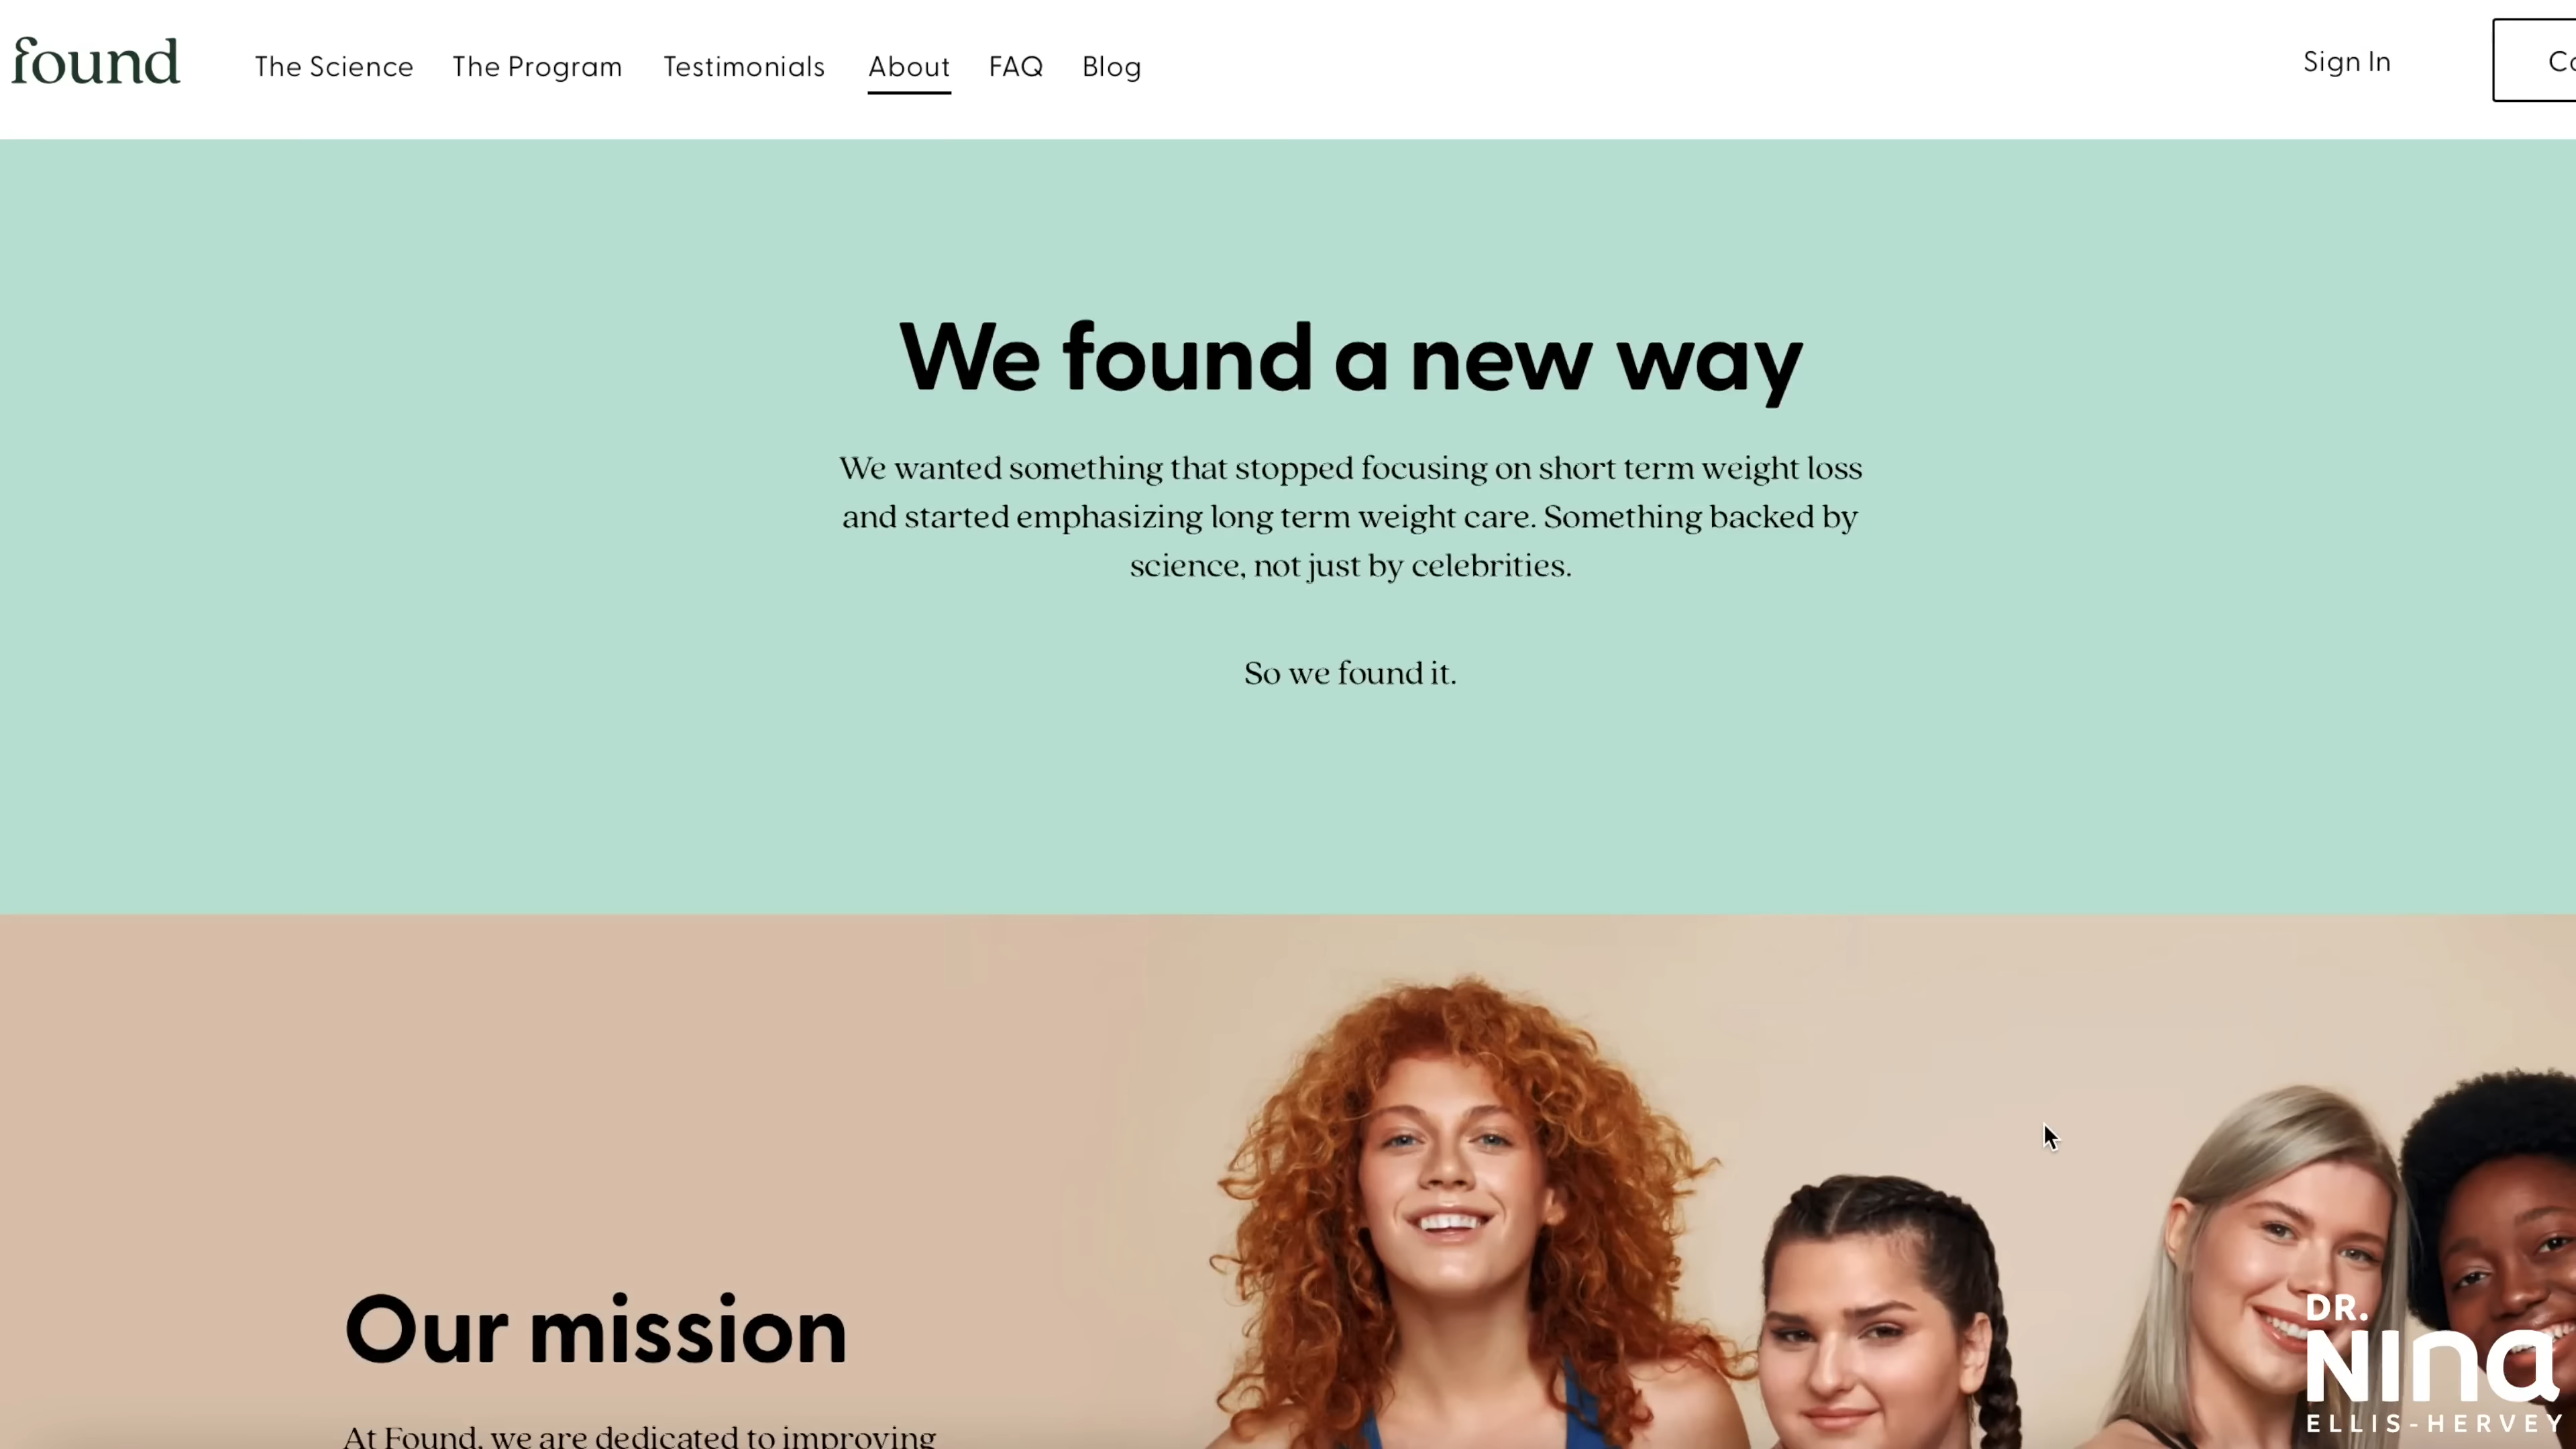 found
The Science The Program Testimonials About FAQ Blog
Sign In
We found a new way
We wanted something that stopped focusing on short term weight loss
and started emphasizing long term weight care. Something backed by
science, not just by celebrities.
So we found it.
Our mission
At Found, we are dedicated to improving
DR.
Nina
ELLIS-HERVEY